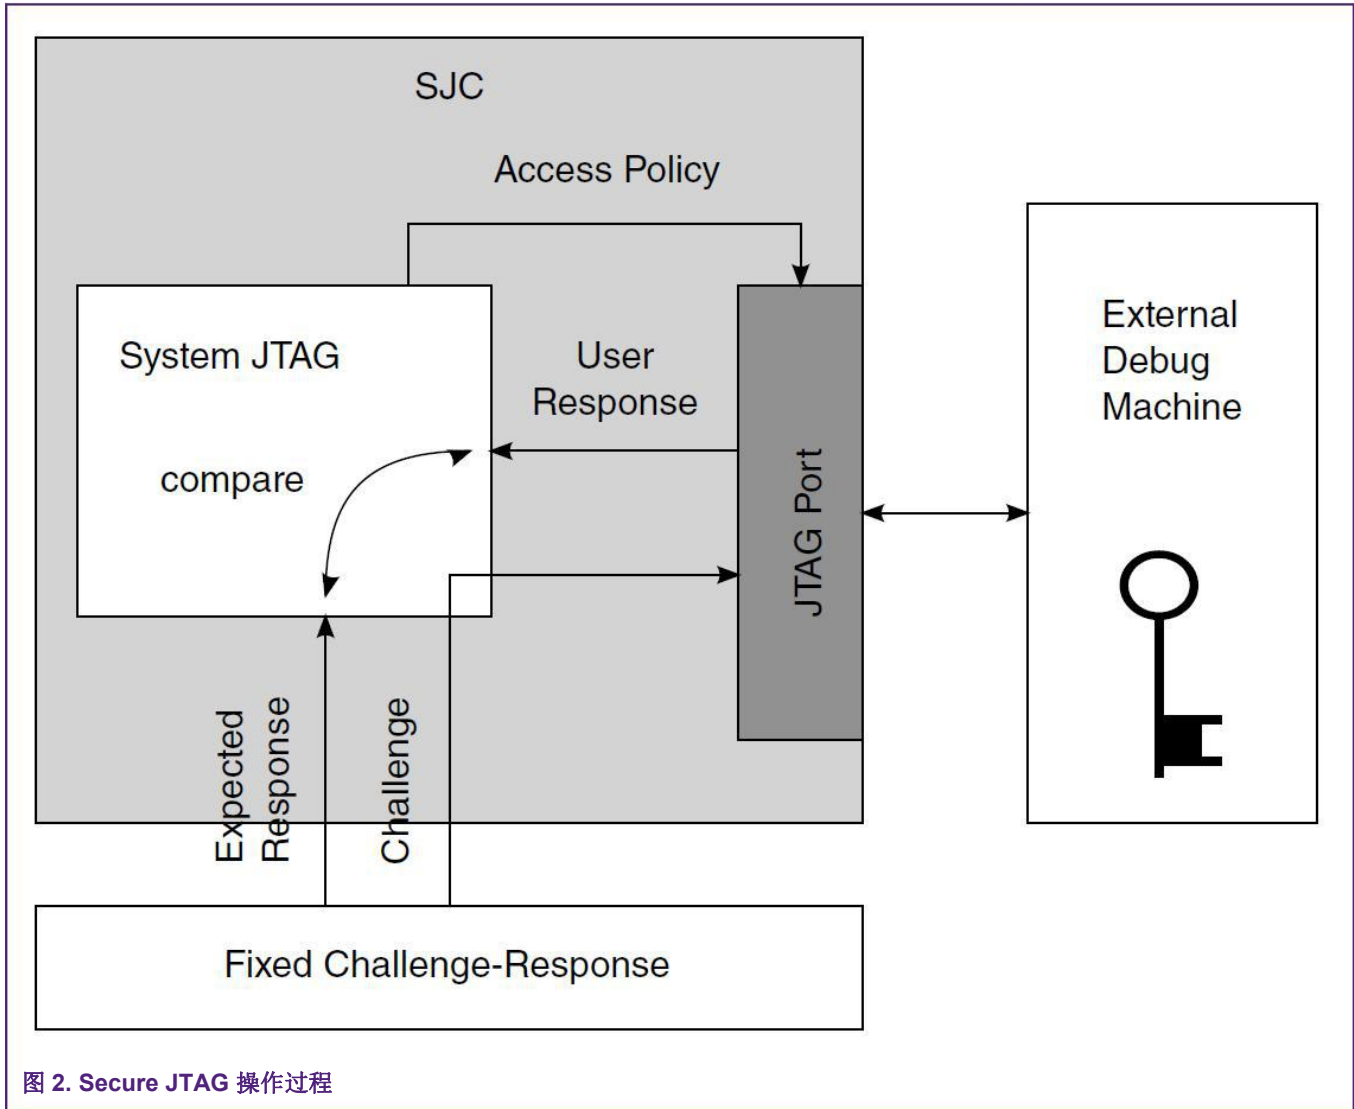 SJC
Access Policy
System JTAG
compare
User
Response
JTAG Port
External
Debug
Machine
Expected
Response
Challenge
Fixed Challenge-Response
图 2. Secure JTAG 操作过程